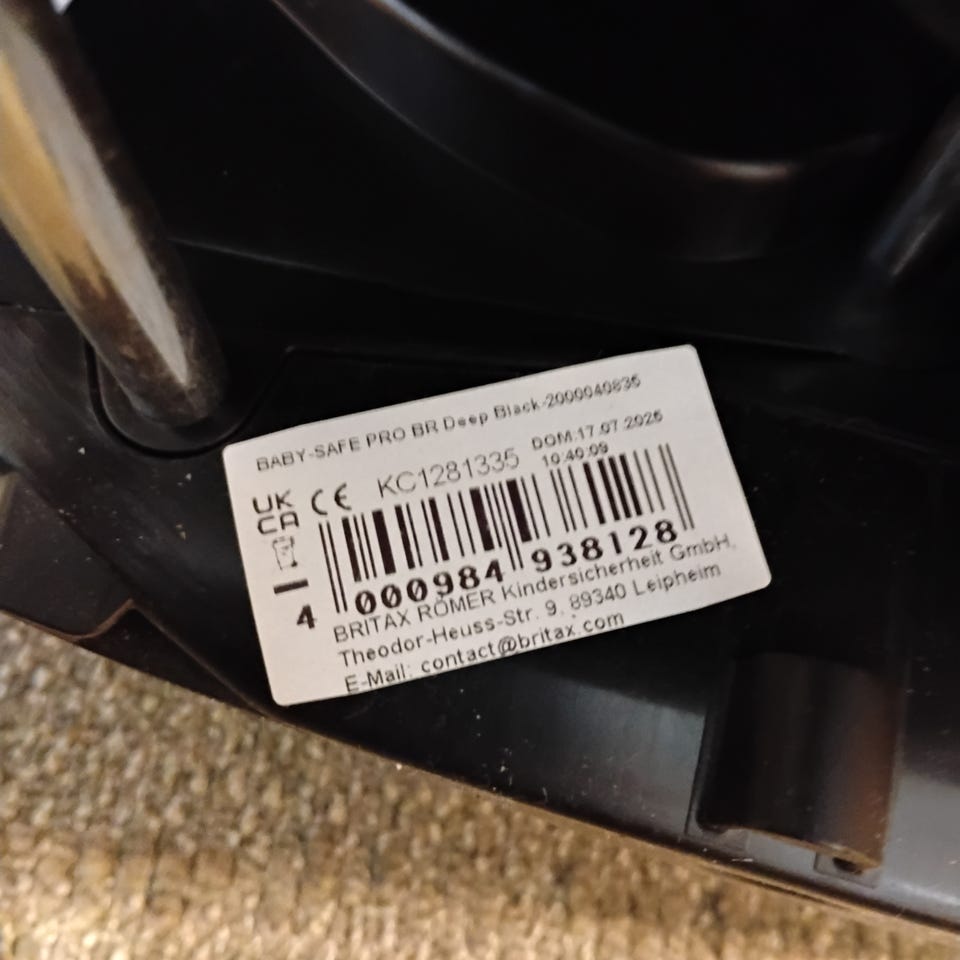 BABY-SAFE PRO BR Deep Black-2000040835
UK CA CE KC1281335 DOM:17.07.2025
10:40:09
4 000984 938128
BRITAX RÖMER Kindersicherheit GmbH,
Theodor-Heuss-Str. 9, 89340 Leipheim
E-Mail: contact@britax.com